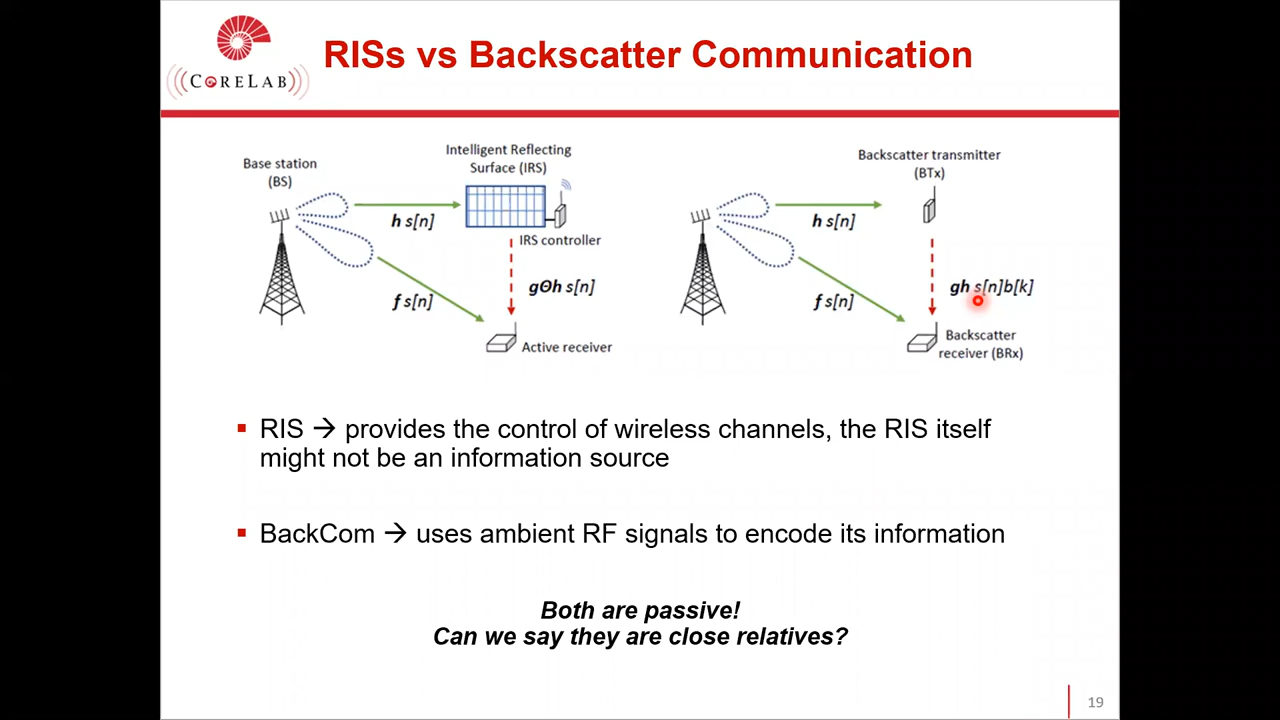 CORELAB
RISs vs Backscatter Communication
Base station
(BS)
Intelligent Reflecting
Surface (IRS)
h s[n]
IRS controller
f s[n]
gΘh s[n]
Active receiver
Backscatter transmitter
(BTx)
h s[n]
f s[n]
gh s[n]b[k]
Backscatter
receiver (BRx)
▪ RIS → provides the control of wireless channels, the RIS itself
might not be an information source
▪ BackCom → uses ambient RF signals to encode its information
Both are passive!
Can we say they are close relatives?
19